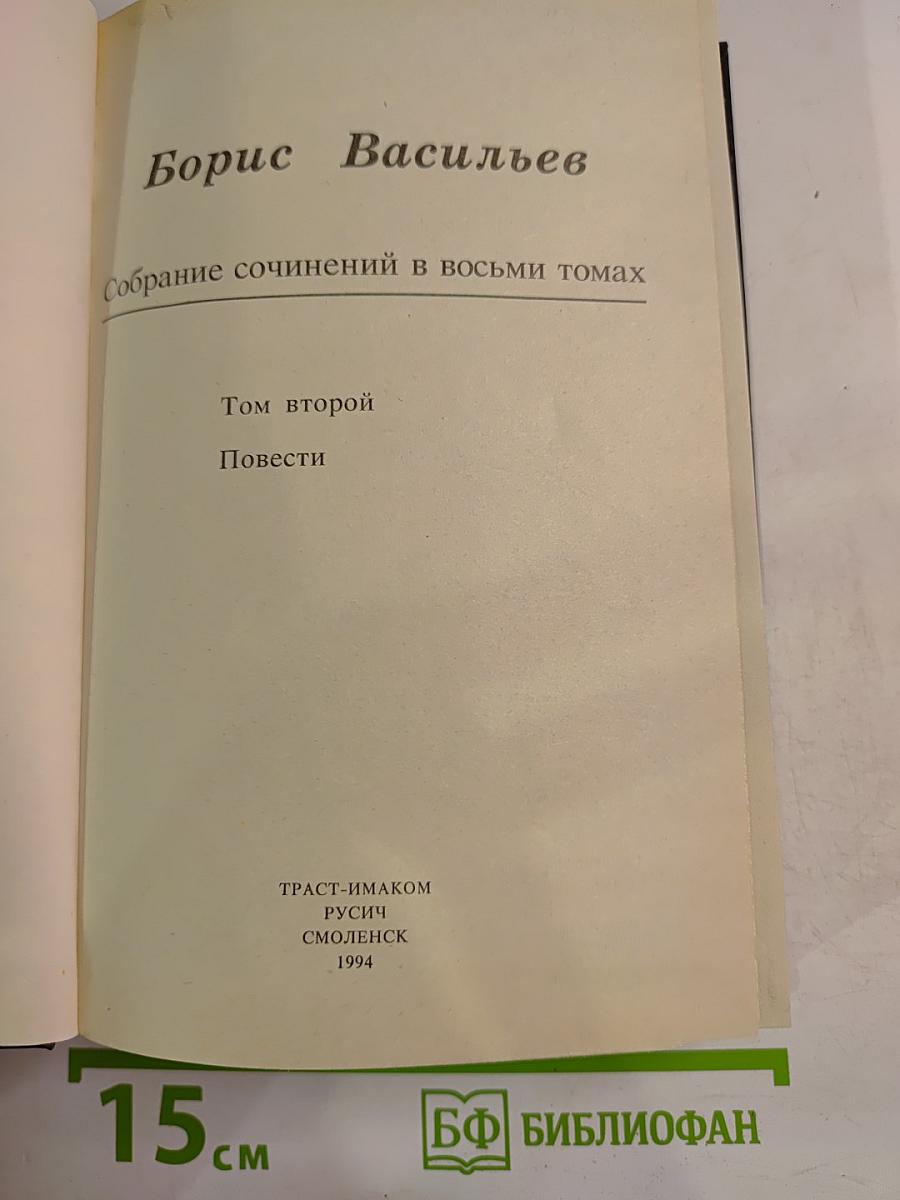 Борис Васильев
Собрание сочинений в восьми томах
Том второй
Повести
ТРАСТ-ИМАКОМ
РУСИЧ
СМОЛЕНСК
1994
15 см
БФ БИБЛИОФАН